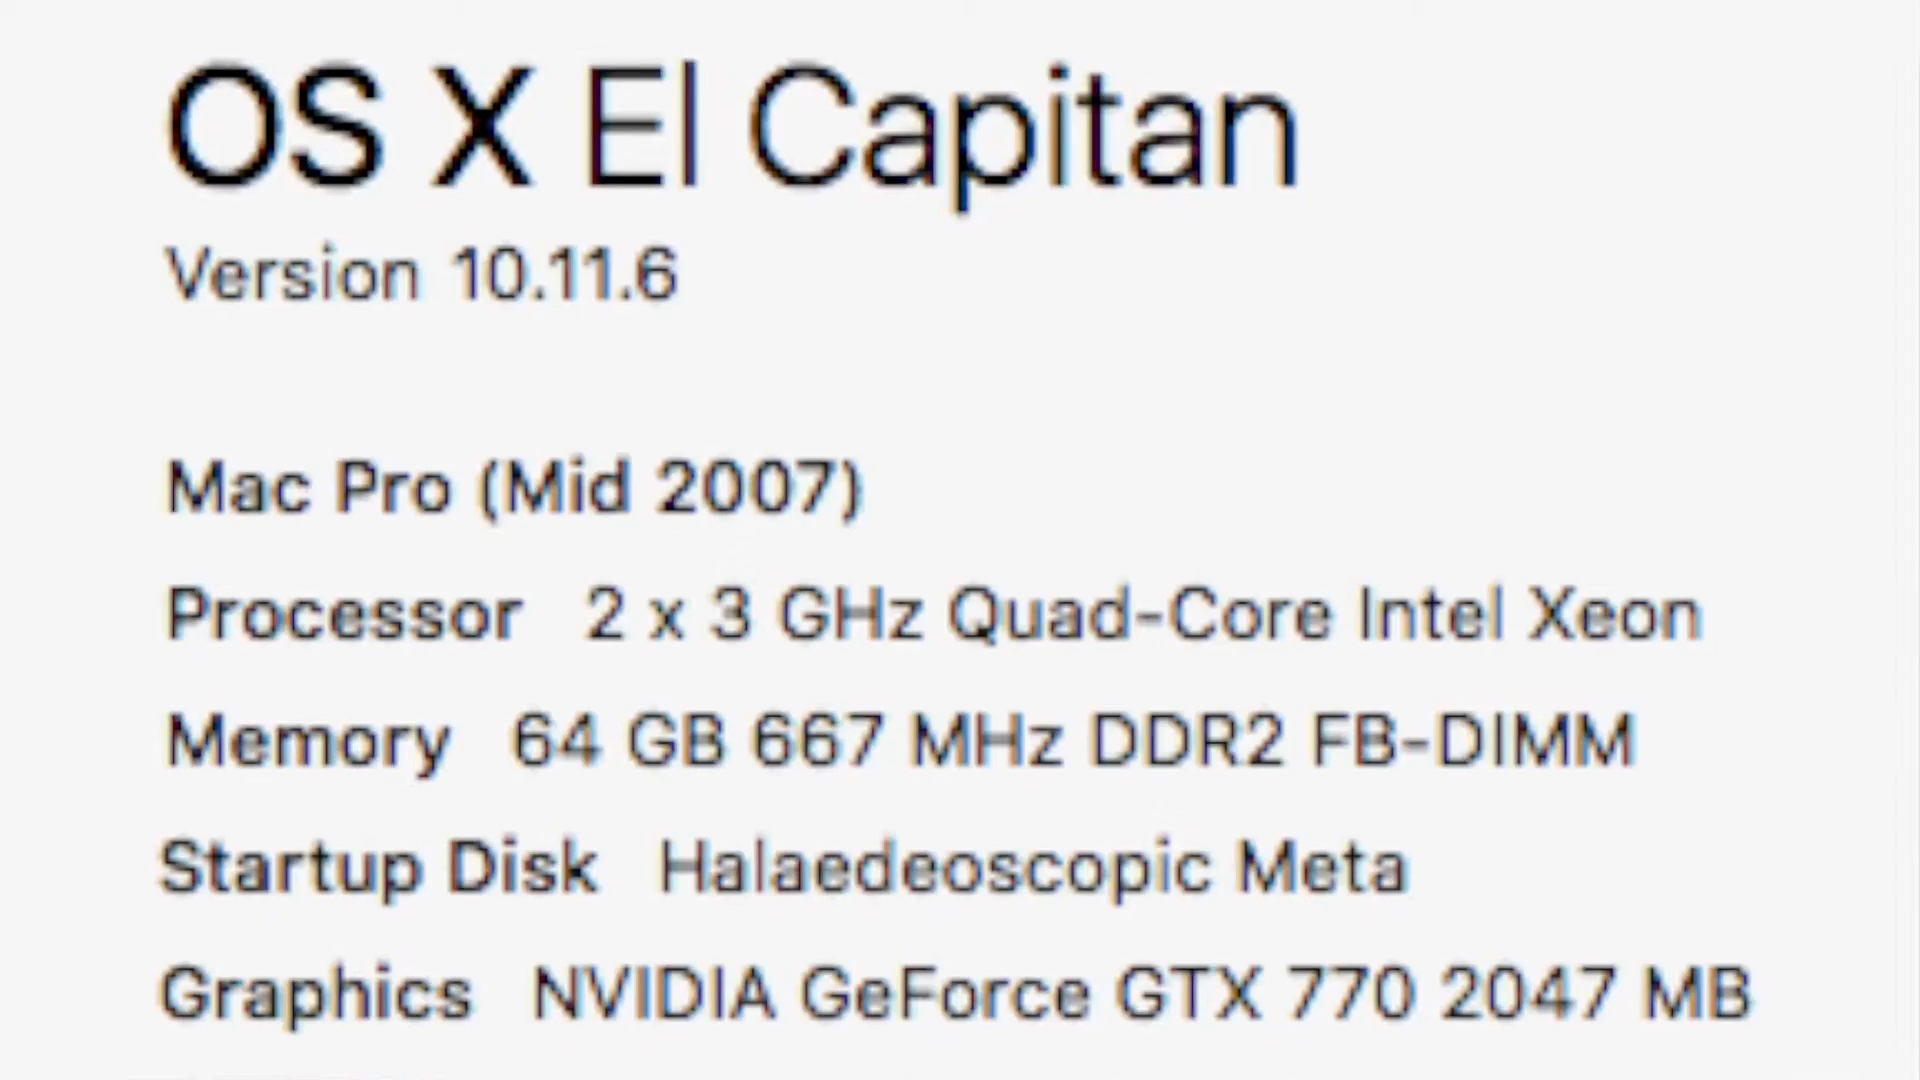 OS X El Capitan
Version 10.11.6
Mac Pro (Mid 2007)
Processor 2 x 3 GHz Quad-Core Intel Xeon
Memory 64 GB 667 MHz DDR2 FB-DIMM
Startup Disk Halaedeoscopic Meta
Graphics NVIDIA GeForce GTX 770 2047 MB